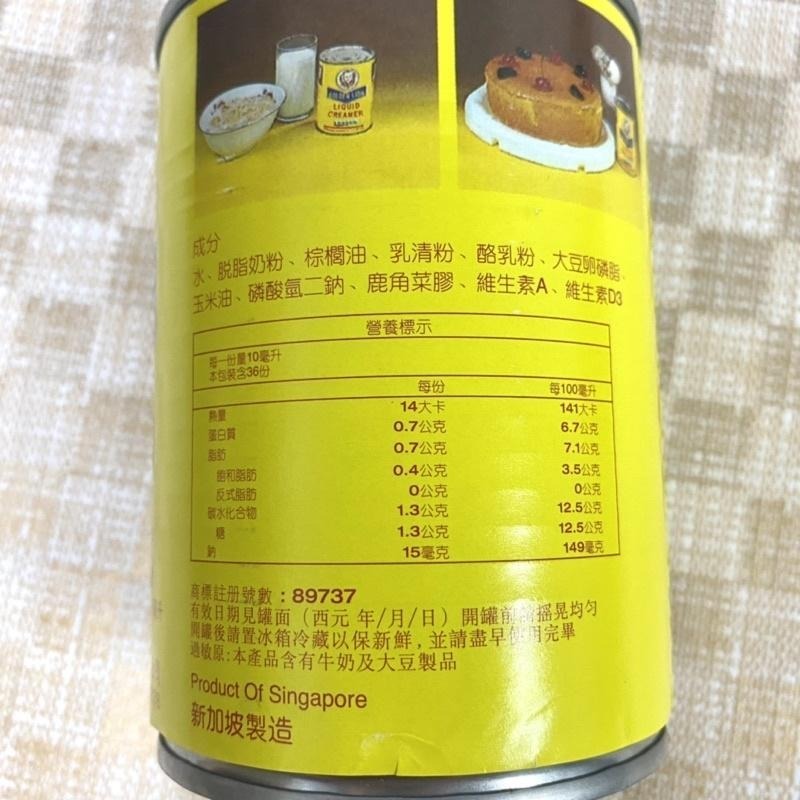 LIQUID
CREAMER
成分
水、脱脂奶粉、棕櫚油、乳清粉、酪乳粉、大豆卵磷脂、
玉米油、磷酸氫二鈉、鹿角菜膠、維生素A、維生素D3
營養標示
每一份量10毫升
本包裝含36份
每份 每100毫升
熱量 14大卡 141大卡
蛋白質 0.7公克 6.7公克
脂肪 0.7公克 7.1公克
飽和脂肪 0.4公克 3.5公克
反式脂肪 0公克 0公克
碳水化合物 1.3公克 12.5公克
糖 1.3公克 12.5公克
鈉 15毫克 149毫克
商標註册號數：89737
有效日期見罐面（西元 年/月/日）開罐前請搖晃均勻
開罐後請置冰箱冷藏以保新鮮, 並請盡早使用完畢
過敏原:本產品含有牛奶及大豆製品
Product Of Singapore
新加坡製造